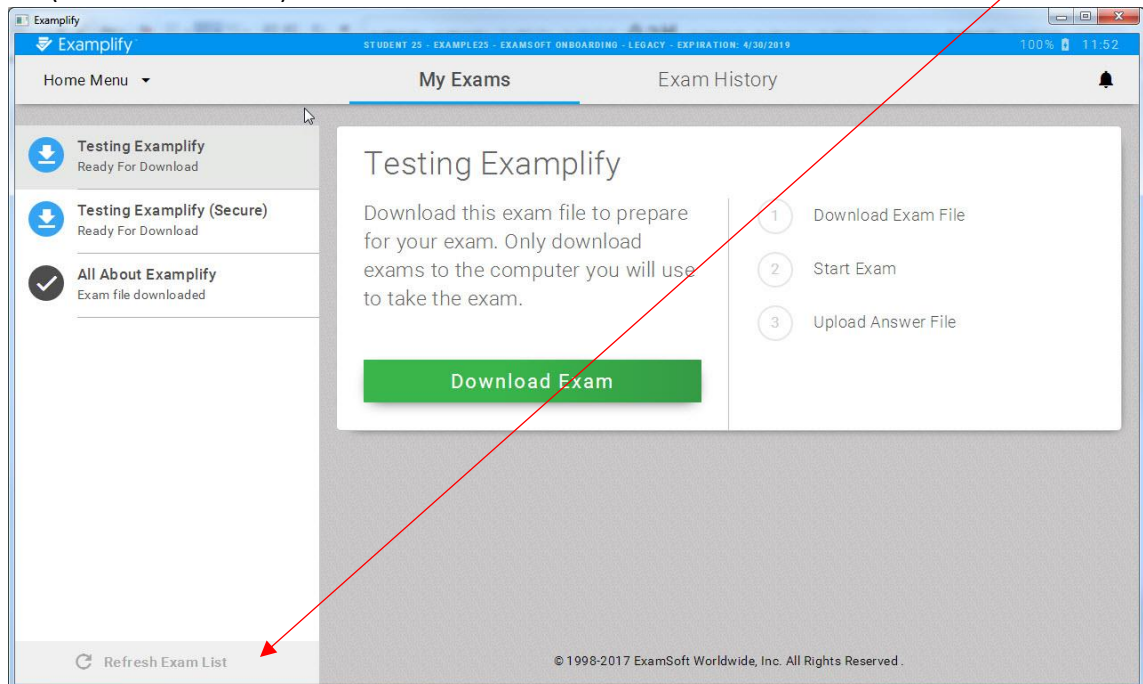 Examplify
Examplify
STUDENT 25 - EXAMPLE25 - EXAMSOFT ONBOARDING - LEGACY - EXPIRATION: 4/30/2019
100% 11:52
Home Menu
My Exams
Exam History
Testing Examplify
Ready For Download
Testing Examplify (Secure)
Ready For Download
All About Examplify
Exam file downloaded
Testing Examplify
Download this exam file to prepare
for your exam. Only download
exams to the computer you will use
to take the exam.
Download Exam
1 Download Exam File
2 Start Exam
3 Upload Answer File
Refresh Exam List
© 1998-2017 ExamSoft Worldwide, Inc. All Rights Reserved.